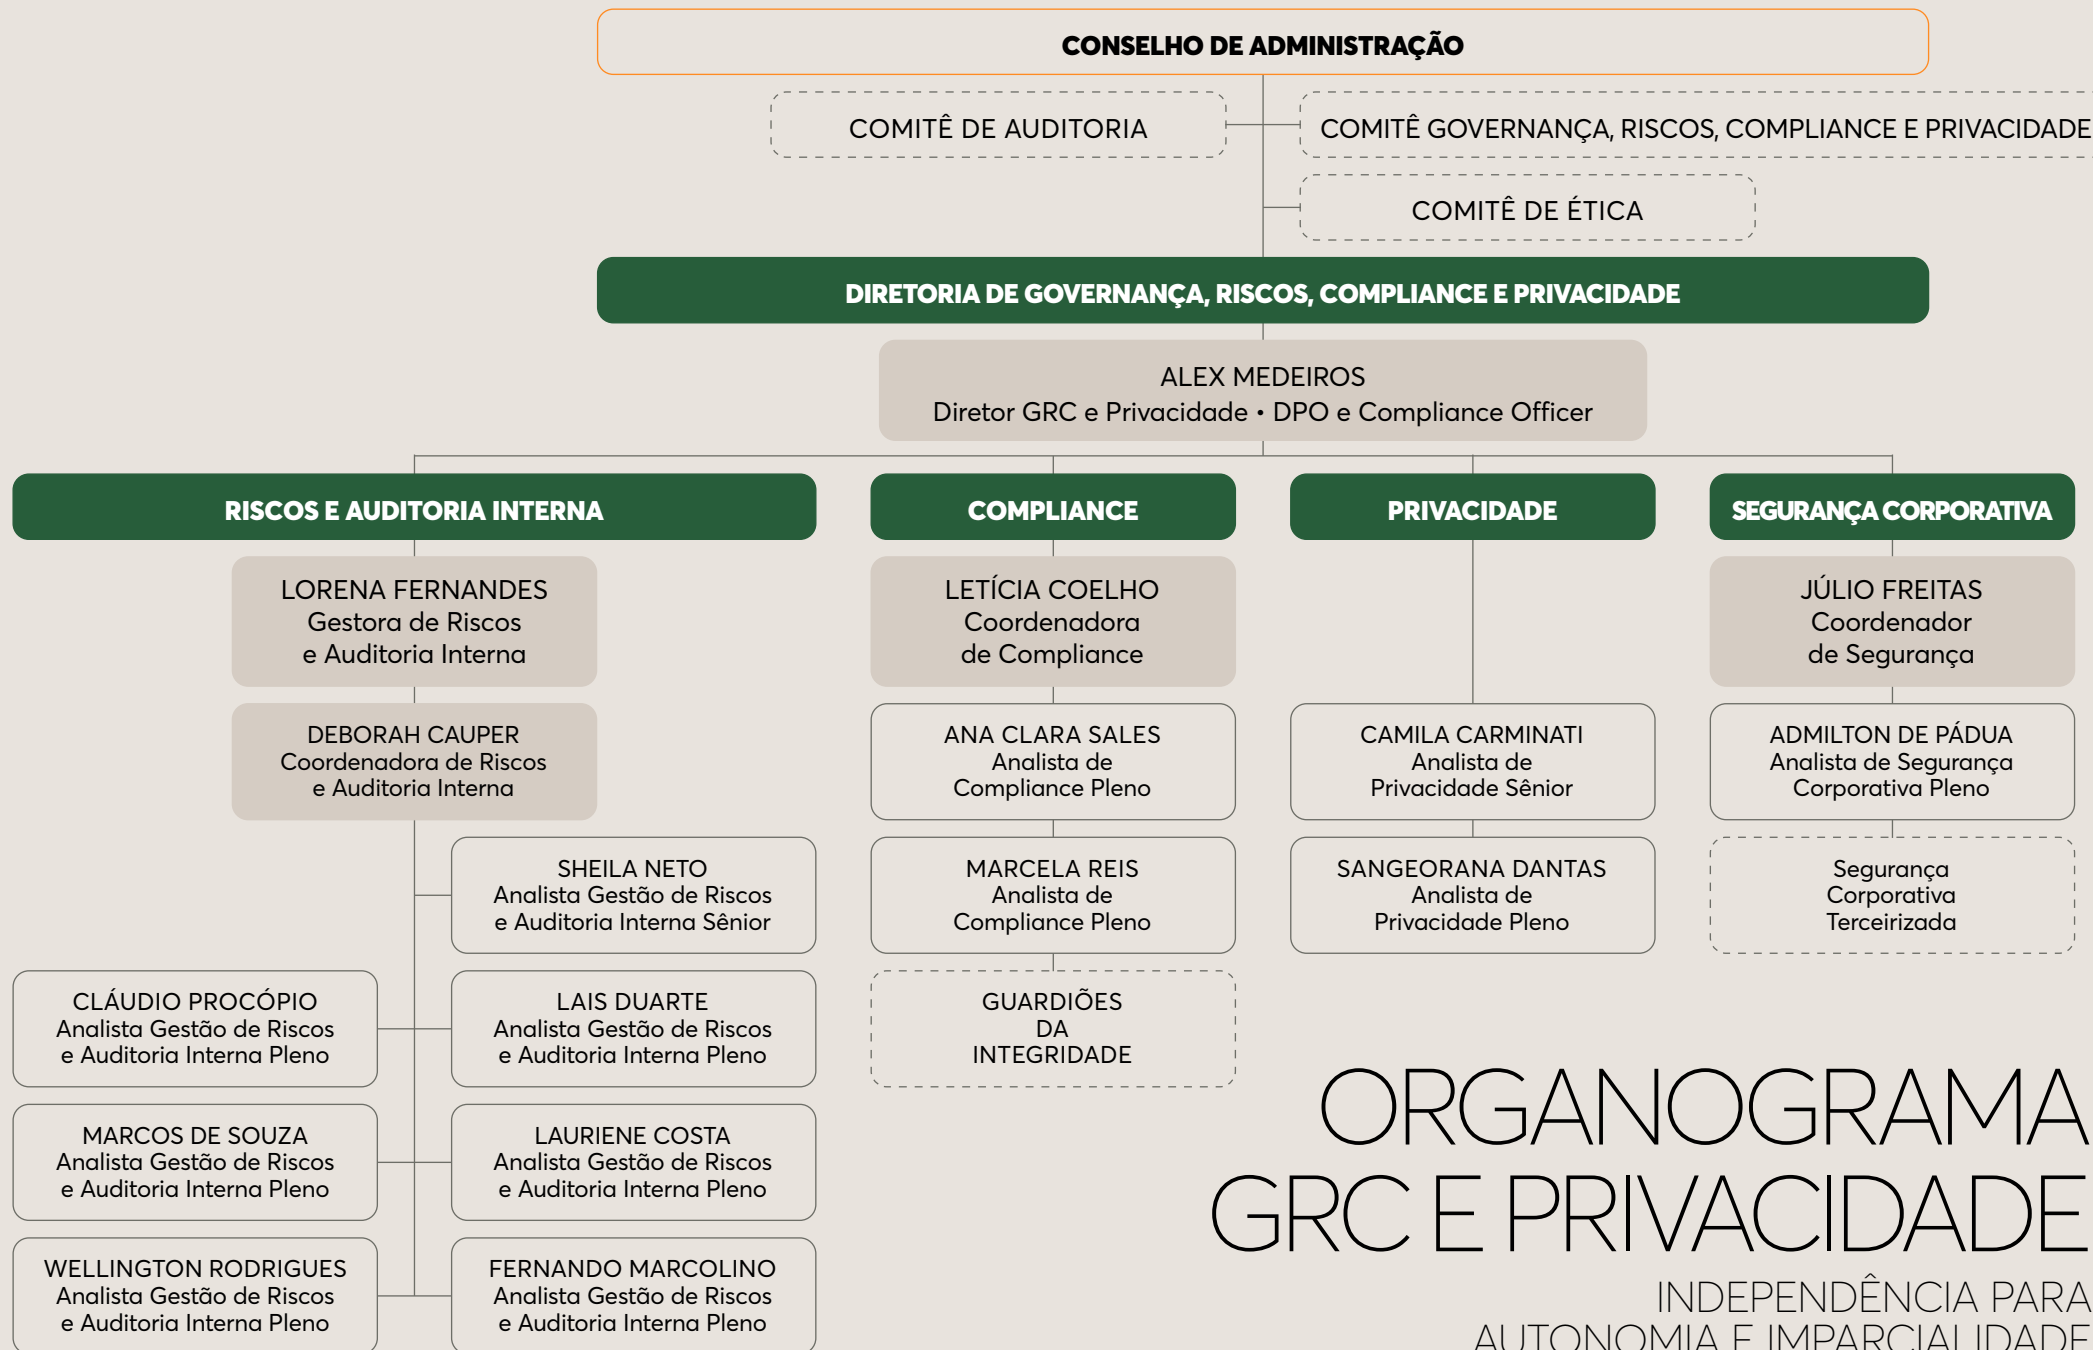 CONSELHO DE ADMINISTRAÇÃO
COMITÊ DE AUDITORIA
COMITÊ GOVERNANÇA, RISCOS, COMPLIANCE E PRIVACIDADE
COMITÊ DE ÉTICA
DIRETORIA DE GOVERNANÇA, RISCOS, COMPLIANCE E PRIVACIDADE
ALEX MEDEIROS
Diretor GRC e Privacidade • DPO e Compliance Officer
RISCOS E AUDITORIA INTERNA
LORENA FERNANDES
Gestora de Riscos
e Auditoria Interna
DEBORAH CAUPER
Coordenadora de Riscos
e Auditoria Interna
SHEILA NETO
Analista Gestão de Riscos
e Auditoria Interna Sênior
CLÁUDIO PROCÓPIO
Analista Gestão de Riscos
e Auditoria Interna Pleno
LAIS DUARTE
Analista Gestão de Riscos
e Auditoria Interna Pleno
MARCOS DE SOUZA
Analista Gestão de Riscos
e Auditoria Interna Pleno
LAURIENE COSTA
Analista Gestão de Riscos
e Auditoria Interna Pleno
WELLINGTON RODRIGUES
Analista Gestão de Riscos
e Auditoria Interna Pleno
FERNANDO MARCOLINO
Analista Gestão de Riscos
e Auditoria Interna Pleno
COMPLIANCE
LETÍCIA COELHO
Coordenadora
de Compliance
ANA CLARA SALES
Analista de
Compliance Pleno
MARCELA REIS
Analista de
Compliance Pleno
GUARDIÕES
DA
INTEGRIDADE
PRIVACIDADE
CAMILA CARMINATI
Analista de
Privacidade Sênior
SANGEORANA DANTAS
Analista de
Privacidade Pleno
SEGURANÇA CORPORATIVA
JÚLIO FREITAS
Coordenador
de Segurança
ADMILTON DE PÁDUA
Analista de Segurança
Corporativa Pleno
Segurança
Corporativa
Terceirizada
ORGANOGRAMA
GRC E PRIVACIDADE
INDEPENDÊNCIA PARA
AUTONOMIA E IMPARCIALIDADE